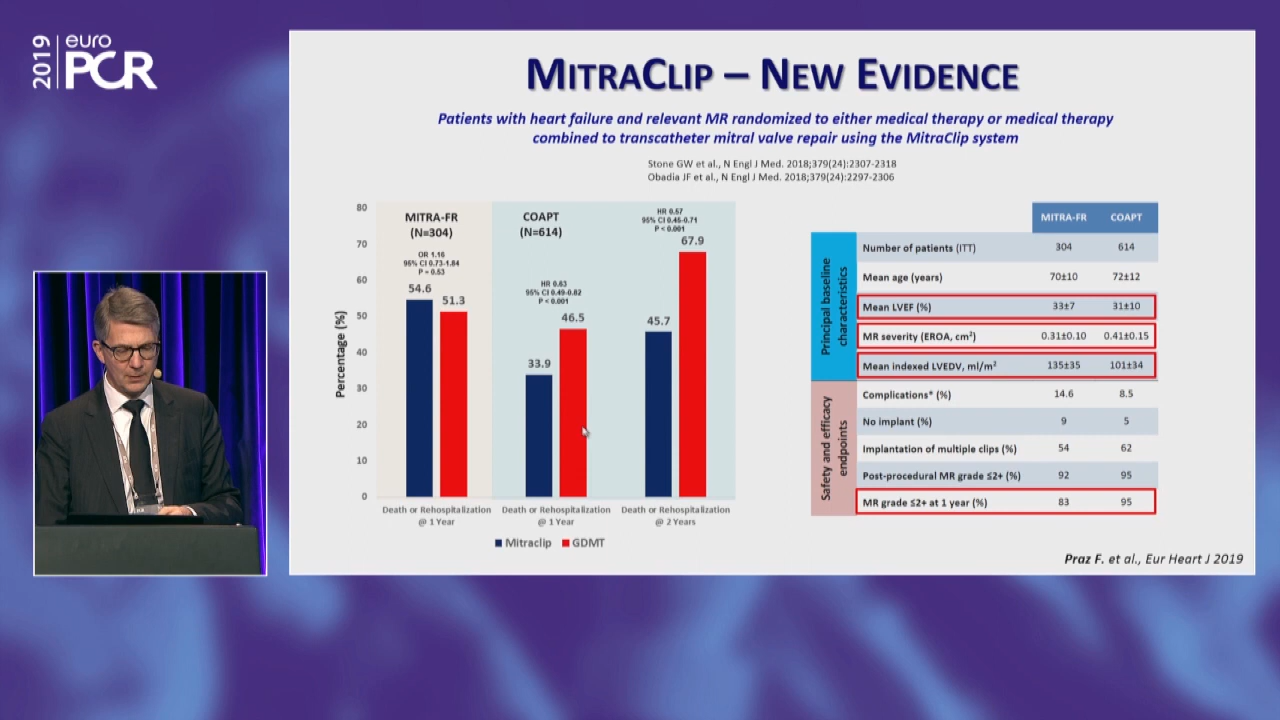 2019
euro
PCR
MITRACLIP – NEW EVIDENCE
Patients with heart failure and relevant MR randomized to either medical therapy or medical therapy
combined to transcatheter mitral valve repair using the MitraClip system
Stone GW et al., N Engl J Med. 2018;379(24):2307-2318
Obadia JF et al., N Engl J Med. 2018;379(24):2297-2306
Percentage (%)
80
70
60
50
40
30
20
10
0
MITRA-FR
(N=304)
OR 1.16
95% CI 0.73-1.84
P = 0.53
54.6
51.3
COAPT
(N=614)
HR 0.63
95% CI 0.49-0.82
P < 0.001
33.9
46.5
HR 0.57
95% CI 0.45-0.71
P < 0.001
45.7
67.9
Death or Rehospitalization
@ 1 Year
Death or Rehospitalization
@ 1 Year
Death or Rehospitalization
@ 2 Years
Mitraclip GDMT
MITRA-FR COAPT
Principal baseline
characteristics
Number of patients (ITT) 304 614
Mean age (years) 70±10 72±12
Mean LVEF (%) 33±7 31±10
MR severity (EROA, cm²) 0.31±0.10 0.41±0.15
Mean indexed LVEDV, ml/m² 135±35 101±34
Safety and efficacy
endpoints
Complications* (%) 14.6 8.5
No implant (%) 9 5
Implantation of multiple clips (%) 54 62
Post-procedural MR grade ≤2+ (%) 92 95
MR grade ≤2+ at 1 year (%) 83 95
Praz F. et al., Eur Heart J 2019